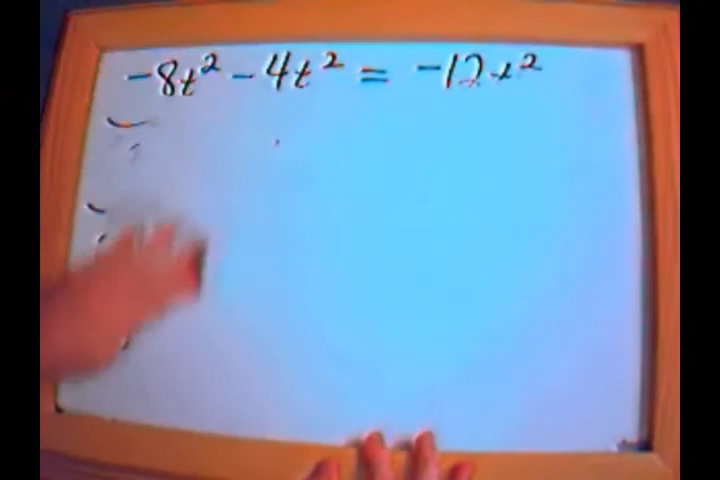 -8t² - 4t² = -12t²